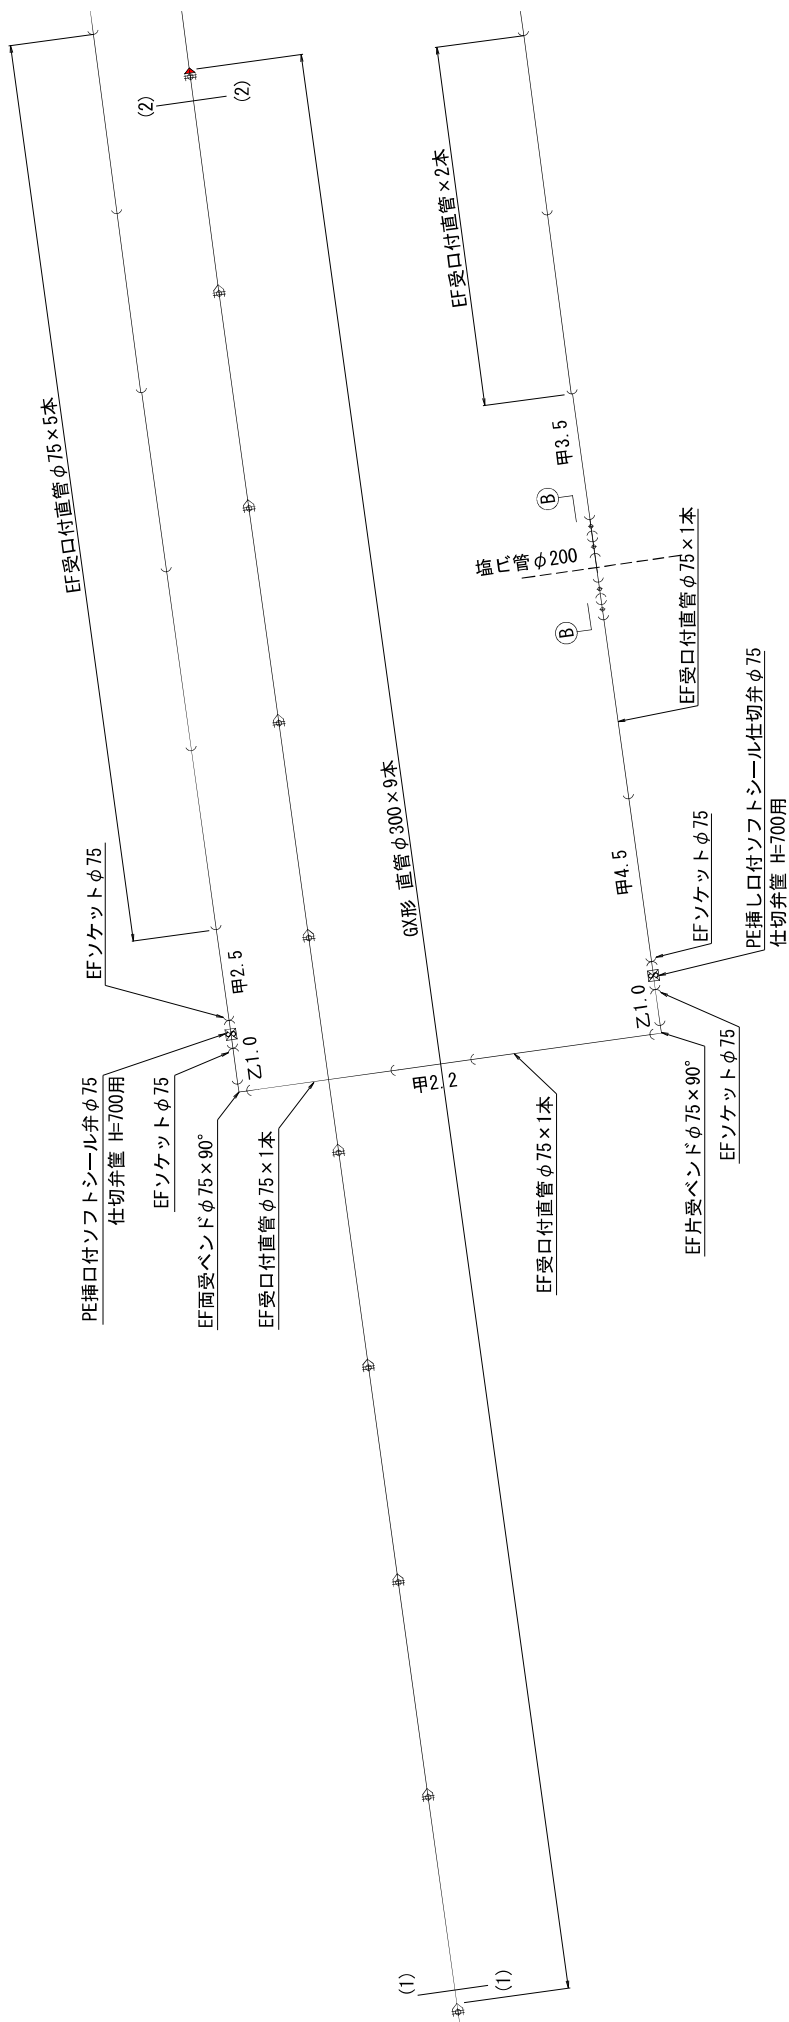 (2)
(2)
EF受口付直管×2本
EF受口付直管φ75×5本
甲3.5
B
塩ビ管φ200
B
EF受口付直管φ75×1本
PE挿し口付ソフトシール仕切弁φ75
仕切弁筐 H=700用
GX形 直管φ300×9本
EFソケットφ75
甲4.5
EFソケットφ75
甲2.5
乙1.0
乙1.0
PE挿口付ソフトシール弁φ75
仕切弁筐 H=700用
EFソケットφ75
甲2.2
EF両受ベンドφ75×90°
EF受口付直管φ75×1本
EF受口付直管φ75×1本
EF片受ベンドφ75×90°
EFソケットφ75
(1)
(1)